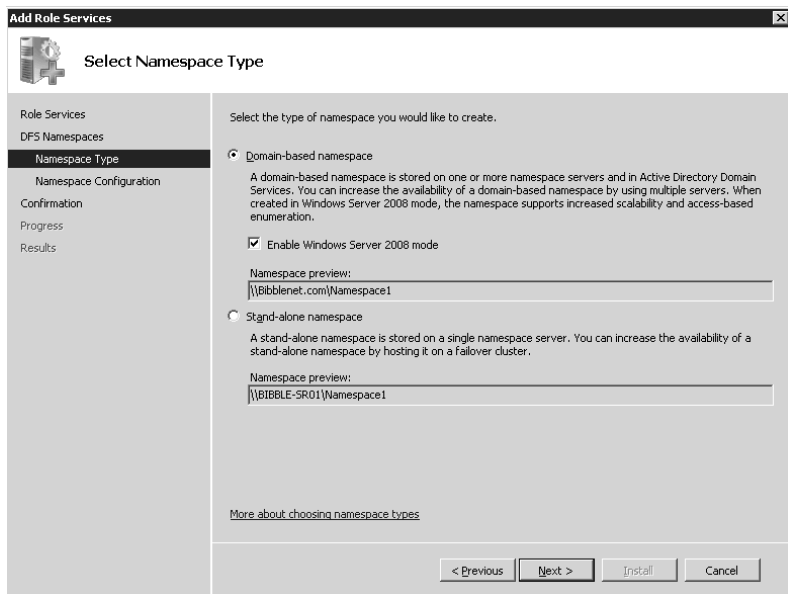 Add Role Services
Select Namespace Type
Role Services
DFS Namespaces
Namespace Type
Namespace Configuration
Confirmation
Progress
Results
Select the type of namespace you would like to create.
Domain-based namespace
A domain-based namespace is stored on one or more namespace servers and in Active Directory Domain
Services. You can increase the availability of a domain-based namespace by using multiple servers. When
created in Windows Server 2008 mode, the namespace supports increased scalability and access-based
enumeration.
Enable Windows Server 2008 mode
Namespace preview:
\\Bibblenet.com\Namespace1
Stand-alone namespace
A stand-alone namespace is stored on a single namespace server. You can increase the availability of a
stand-alone namespace by hosting it on a failover cluster.
Namespace preview:
\\BIBBLE-SR01\Namespace1
More about choosing namespace types
< Previous
Next >
Install
Cancel